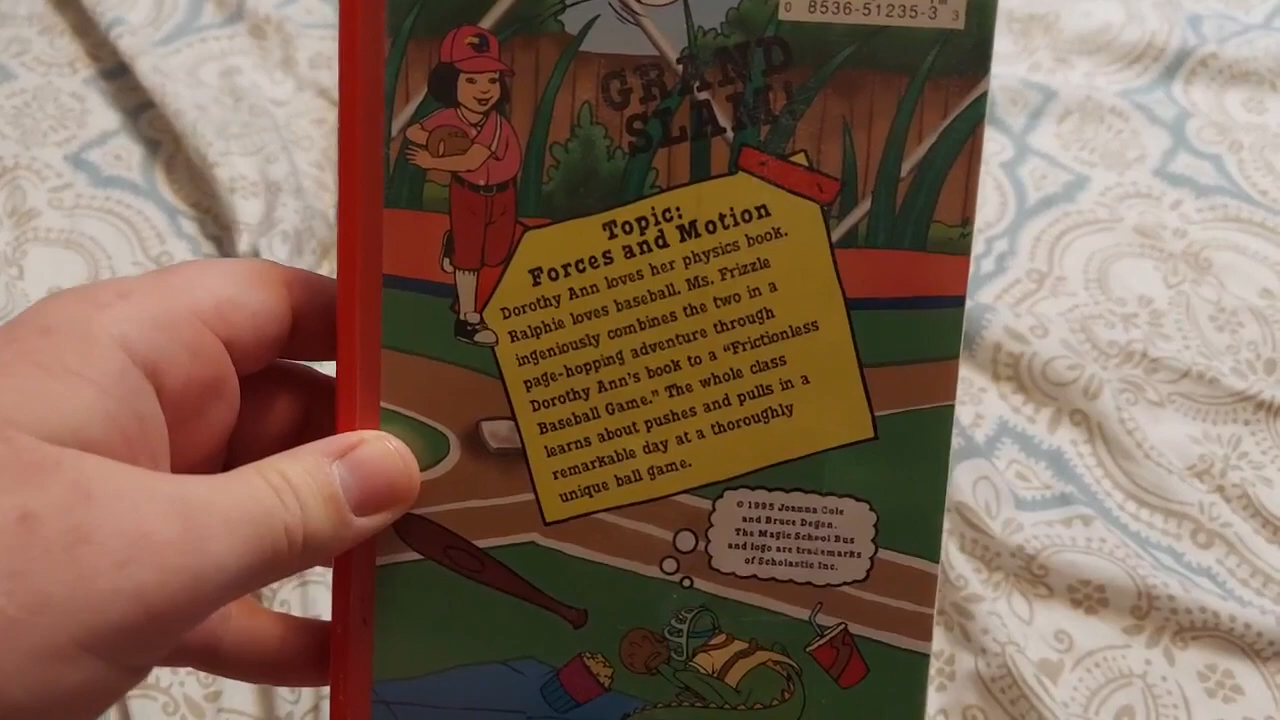 0 8536-51235-3 3
GRAND
SLAM!
Topic:
Forces and Motion
Dorothy Ann loves her physics book.
Ralphie loves baseball. Ms. Frizzle
ingeniously combines the two in a
page-hopping adventure through
Dorothy Ann's book to a "Frictionless
Baseball Game." The whole class
learns about pushes and pulls in a
remarkable day at a thoroughly
unique ball game.
© 1995 Joanna Cole
and Bruce Degen.
The Magic School Bus
and logo are trademarks
of Scholastic Inc.